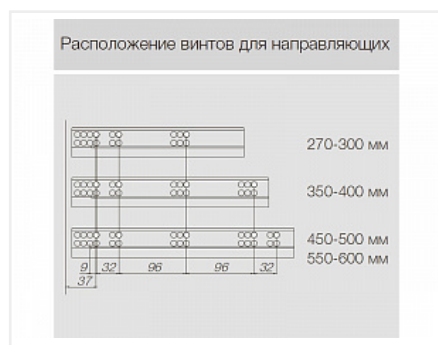 Расположение винтов для направляющих
270-300 мм
350-400 мм
450-500 мм
550-600 мм
9 32 96 96 32
37